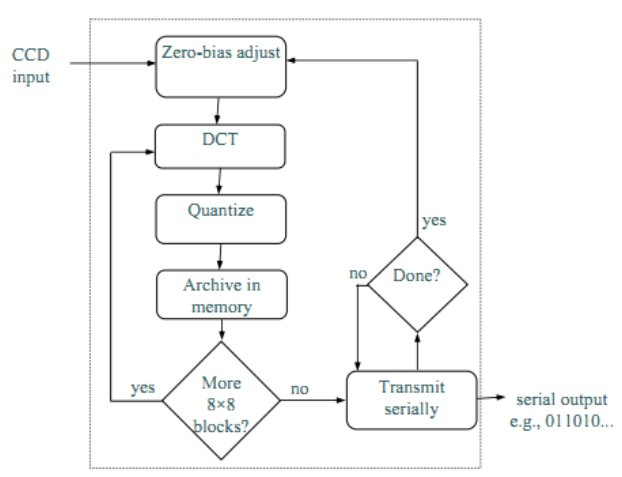 CCD
input
Zero-bias adjust
DCT
Quantize
Archive in
memory
More
8×8
blocks?
yes
no
Transmit
serially
Done?
no
yes
serial output
e.g., 011010...